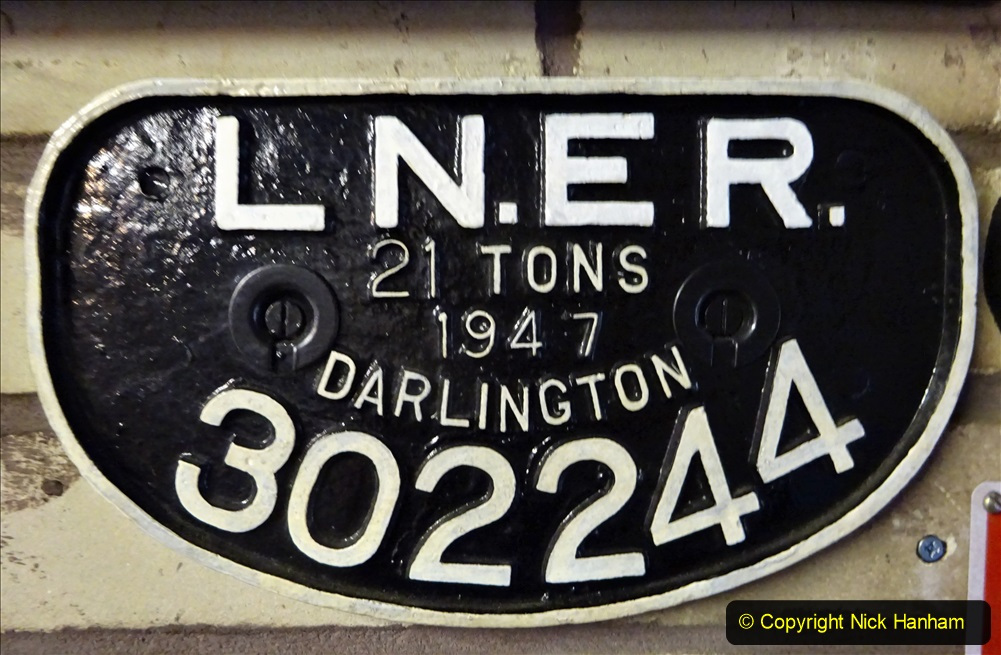 L N.E R.
21 TONS
1947
DARLINGTON
302244
© Copyright Nick Hanham